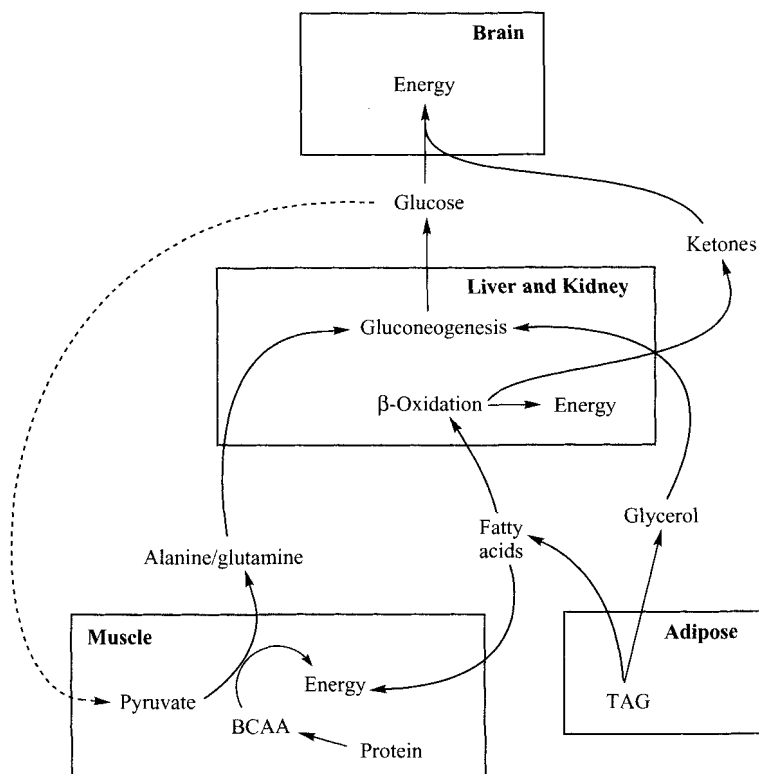 Brain
Energy
Glucose
Ketones
Liver and Kidney
Gluconeogenesis
β-Oxidation
Energy
Glycerol
Fatty
acids
Alanine/glutamine
Muscle
Adipose
Energy
Pyruvate
TAG
BCAA
Protein